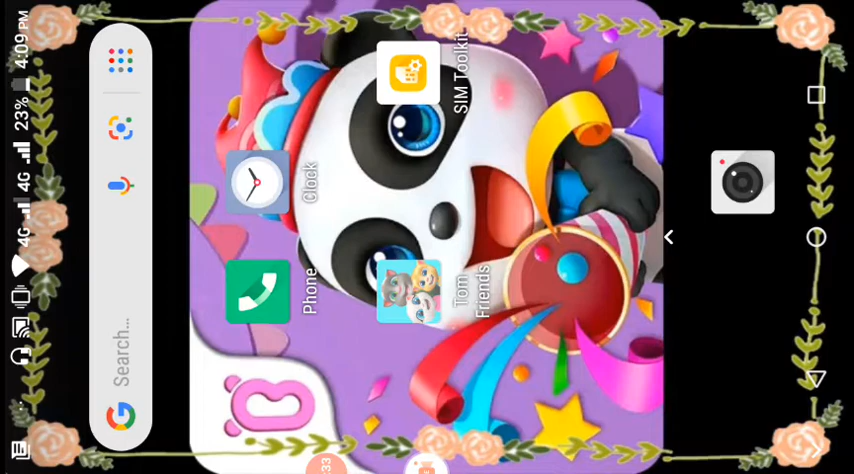 4G 4G 23% 4:09 PM
Search...
Phone
Clock
Tom
Friends
SIM Toolkit
:33